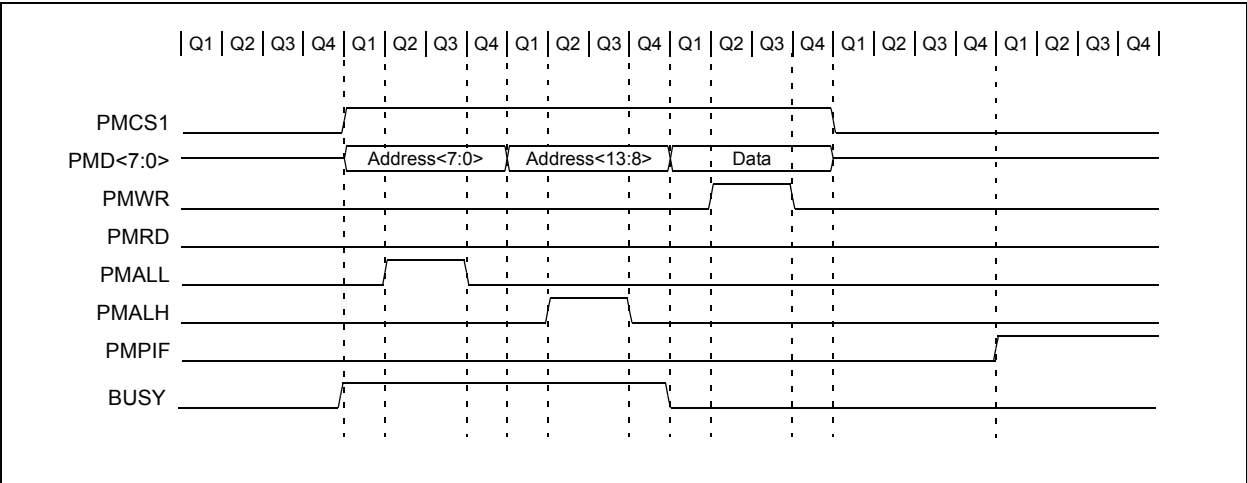 Q1 Q2 Q3 Q4 Q1 Q2 Q3 Q4 Q1 Q2 Q3 Q4 Q1 Q2 Q3 Q4 Q1 Q2 Q3 Q4 Q1 Q2 Q3 Q4
PMCS1
PMD<7:0> Address<7:0> Address<13:8> Data
PMWR
PMRD
PMALL
PMALH
PMPIF
BUSY